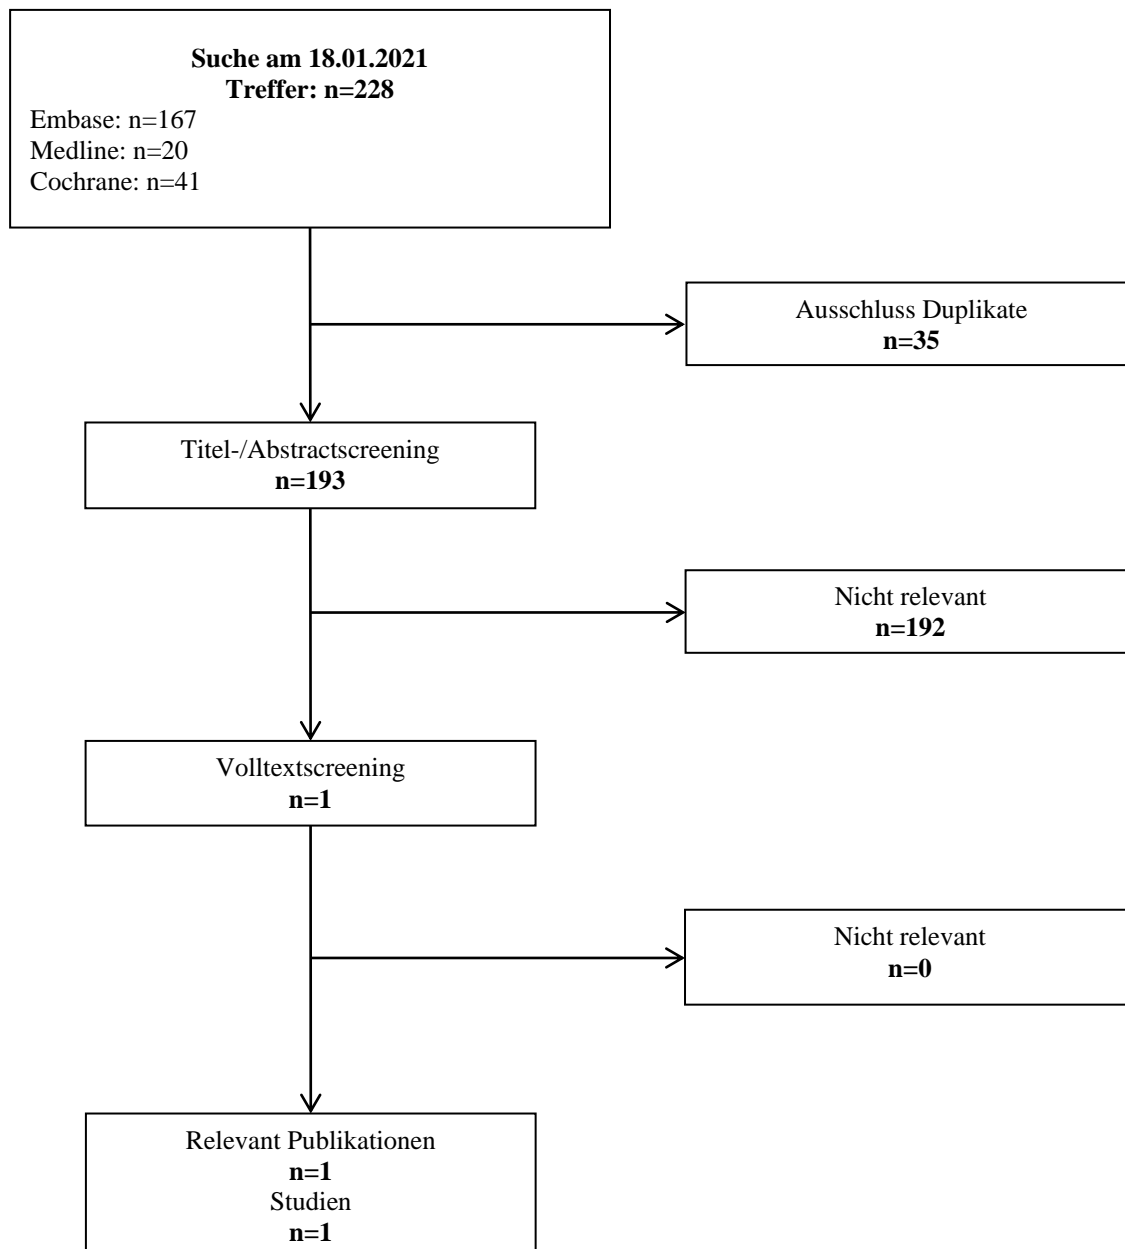 Suche am 18.01.2021
Treffer: n=228
Embase: n=167
Medline: n=20
Cochrane: n=41
Ausschluss Duplikate
n=35
Titel-/Abstractscreening
n=193
Nicht relevant
n=192
Volltextscreening
n=1
Nicht relevant
n=0
Relevant Publikationen
n=1
Studien
n=1